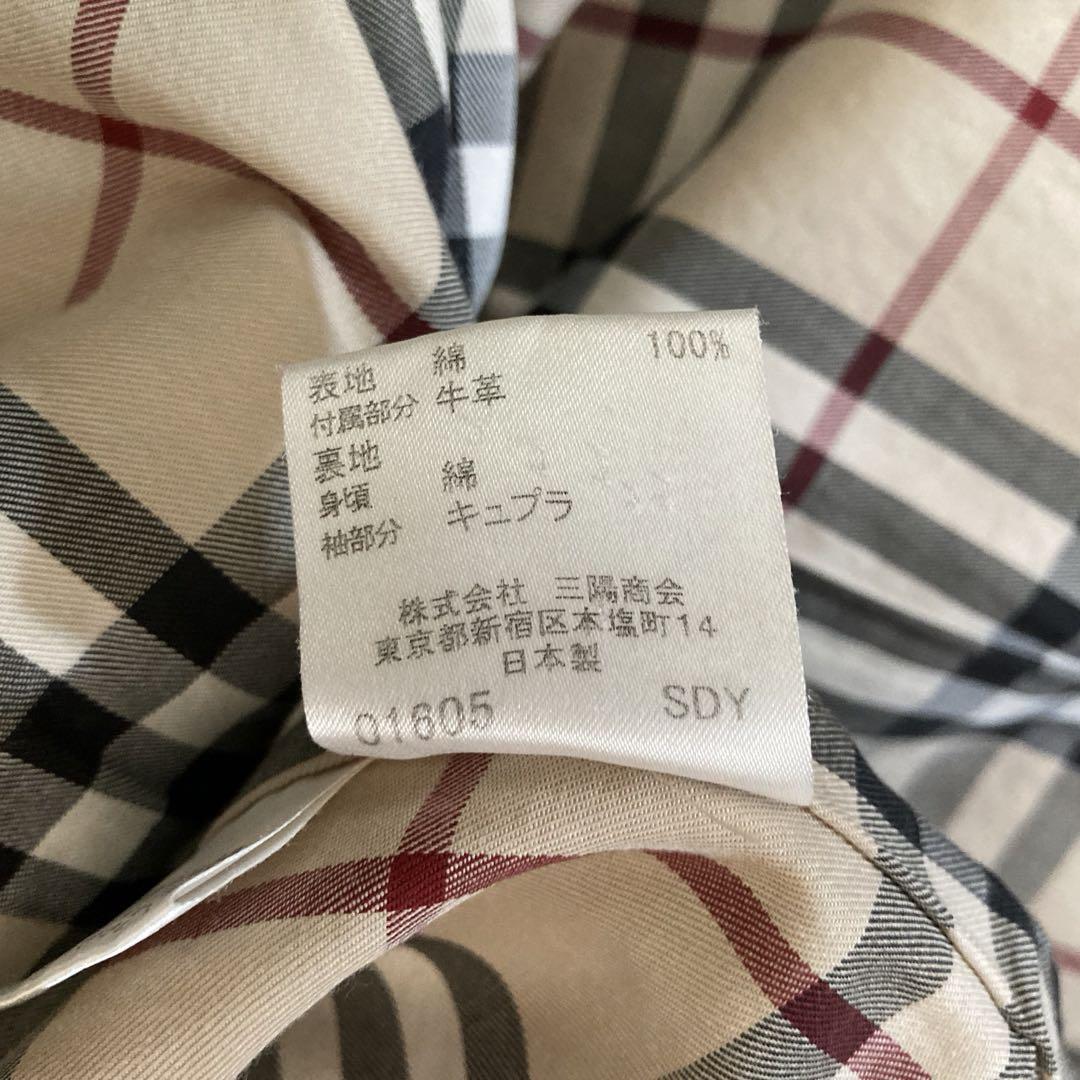 表地 綿 100%
付属部分 牛革
裏地
身頃 綿
袖部分 キュプラ
株式会社 三陽商会
東京都新宿区本塩町14
日本製
01605 SDY